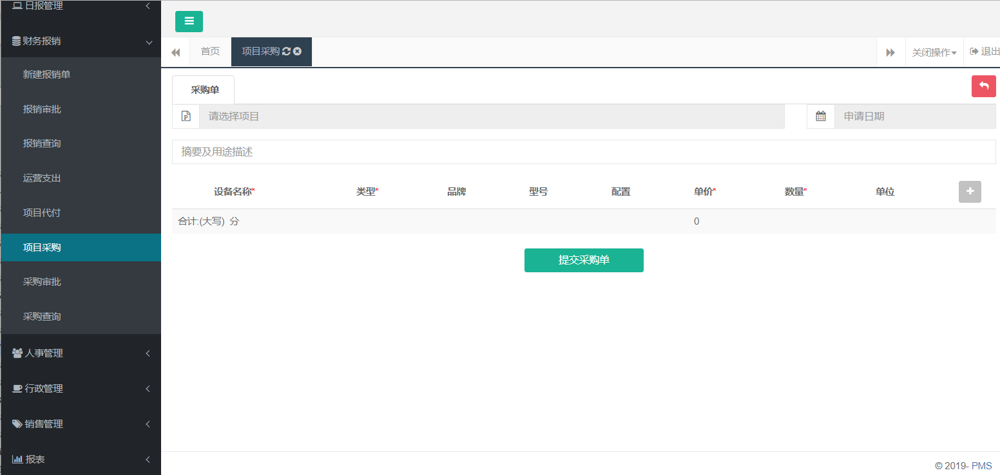 日报管理
财务报销
新建报销单
报销审批
报销查询
运营支出
项目代付
项目采购
采购审批
采购查询
人事管理
行政管理
销售管理
报表
首页 项目采购 关闭操作 退出
采购单
请选择项目 申请日期
摘要及用途描述
设备名称* 类型* 品牌 型号 配置 单价* 数量* 单位
合计:(大写) 分 0
提交采购单
© 2019- PMS